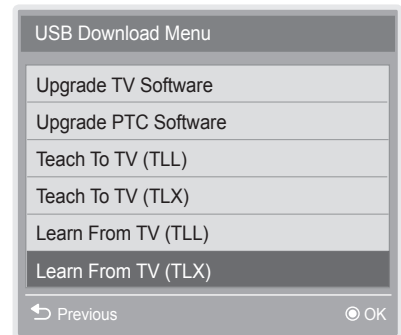 USB Download Menu
Upgrade TV Software
Upgrade PTC Software
Teach To TV (TLL)
Teach To TV (TLX)
Learn From TV (TLL)
Learn From TV (TLX)
Previous OK